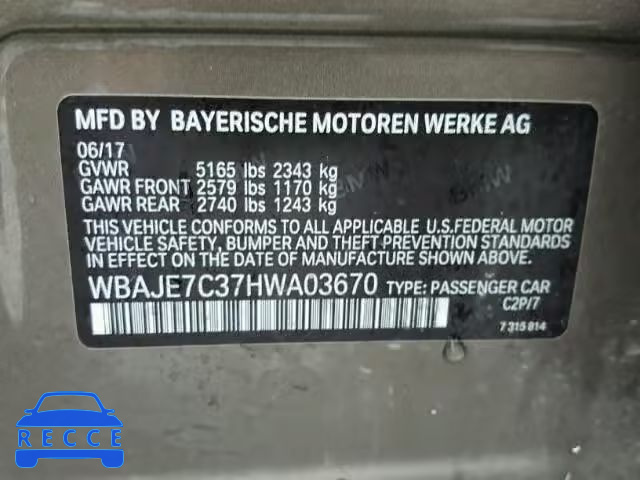 MFD BY BAYERISCHE MOTOREN WERKE AG
06/17
GVWR 5165 lbs 2343 kg
GAWR FRONT 2579 lbs 1170 kg
GAWR REAR 2740 lbs 1243 kg
THIS VEHICLE CONFORMS TO ALL APPLICABLE U.S.FEDERAL MOTOR
VEHICLE SAFETY, BUMPER AND THEFT PREVENTION STANDARDS
IN EFFECT ON THE DATE OF MANUFACTURE SHOWN ABOVE.
WBAJE7C37HWA03670 TYPE: PASSENGER CAR
C2P/7
7 315 814
RECORDS